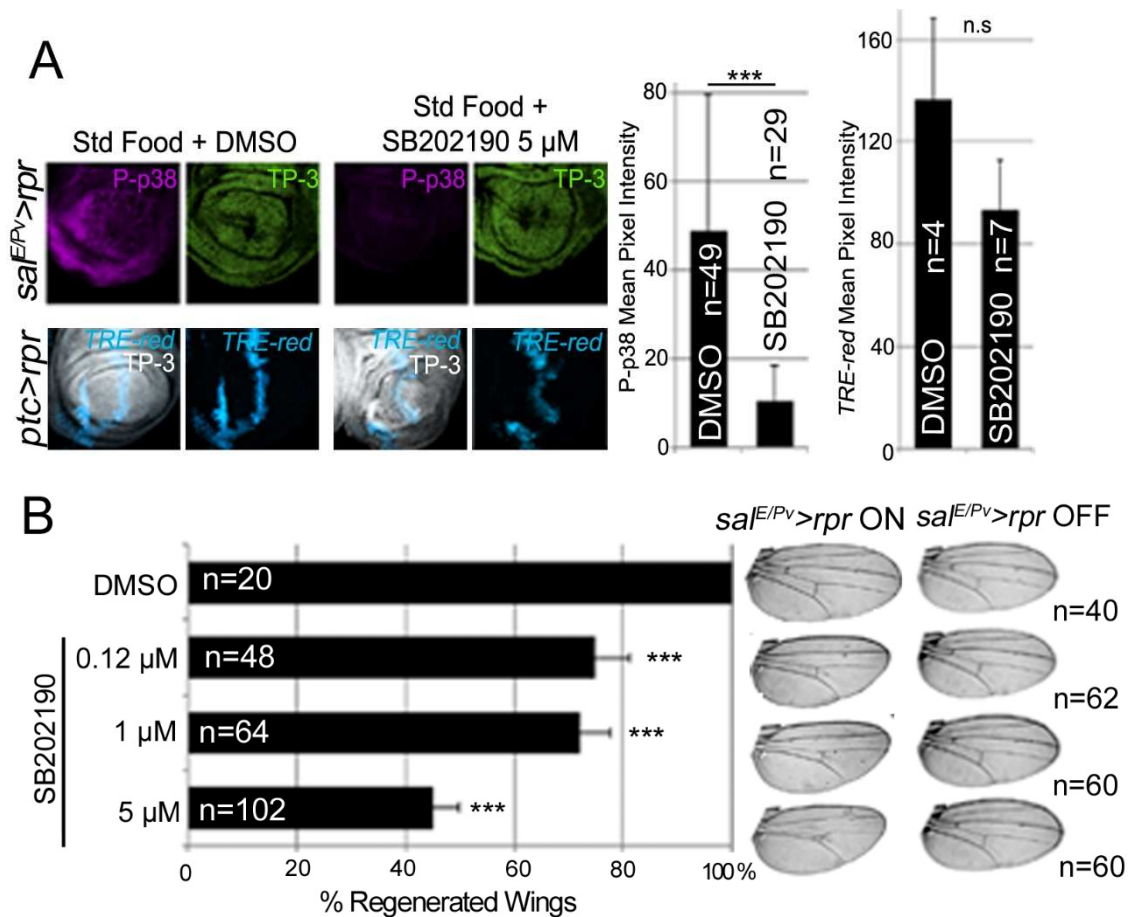 A
Std Food + DMSO
Std Food +
SB202190 5 µM
sal^E/Pv>rpr
P-p38
TP-3
P-p38
TP-3
ptc>rpr
TRE-red
TP-3
TRE-red
TRE-red
TP-3
TRE-red
P-p38 Mean Pixel Intensity
80
60
40
20
0
***
DMSO n=49
SB202190 n=29
TRE-red Mean Pixel Intensity
160
120
80
40
0
n.s
DMSO n=4
SB202190 n=7
B
DMSO
n=20
SB202190
0.12 µM
n=48
***
1 µM
n=64
***
5 µM
n=102
***
0 20 40 60 80 100%
% Regenerated Wings
sal^E/Pv>rpr ON sal^E/Pv>rpr OFF
n=40
n=62
n=60
n=60